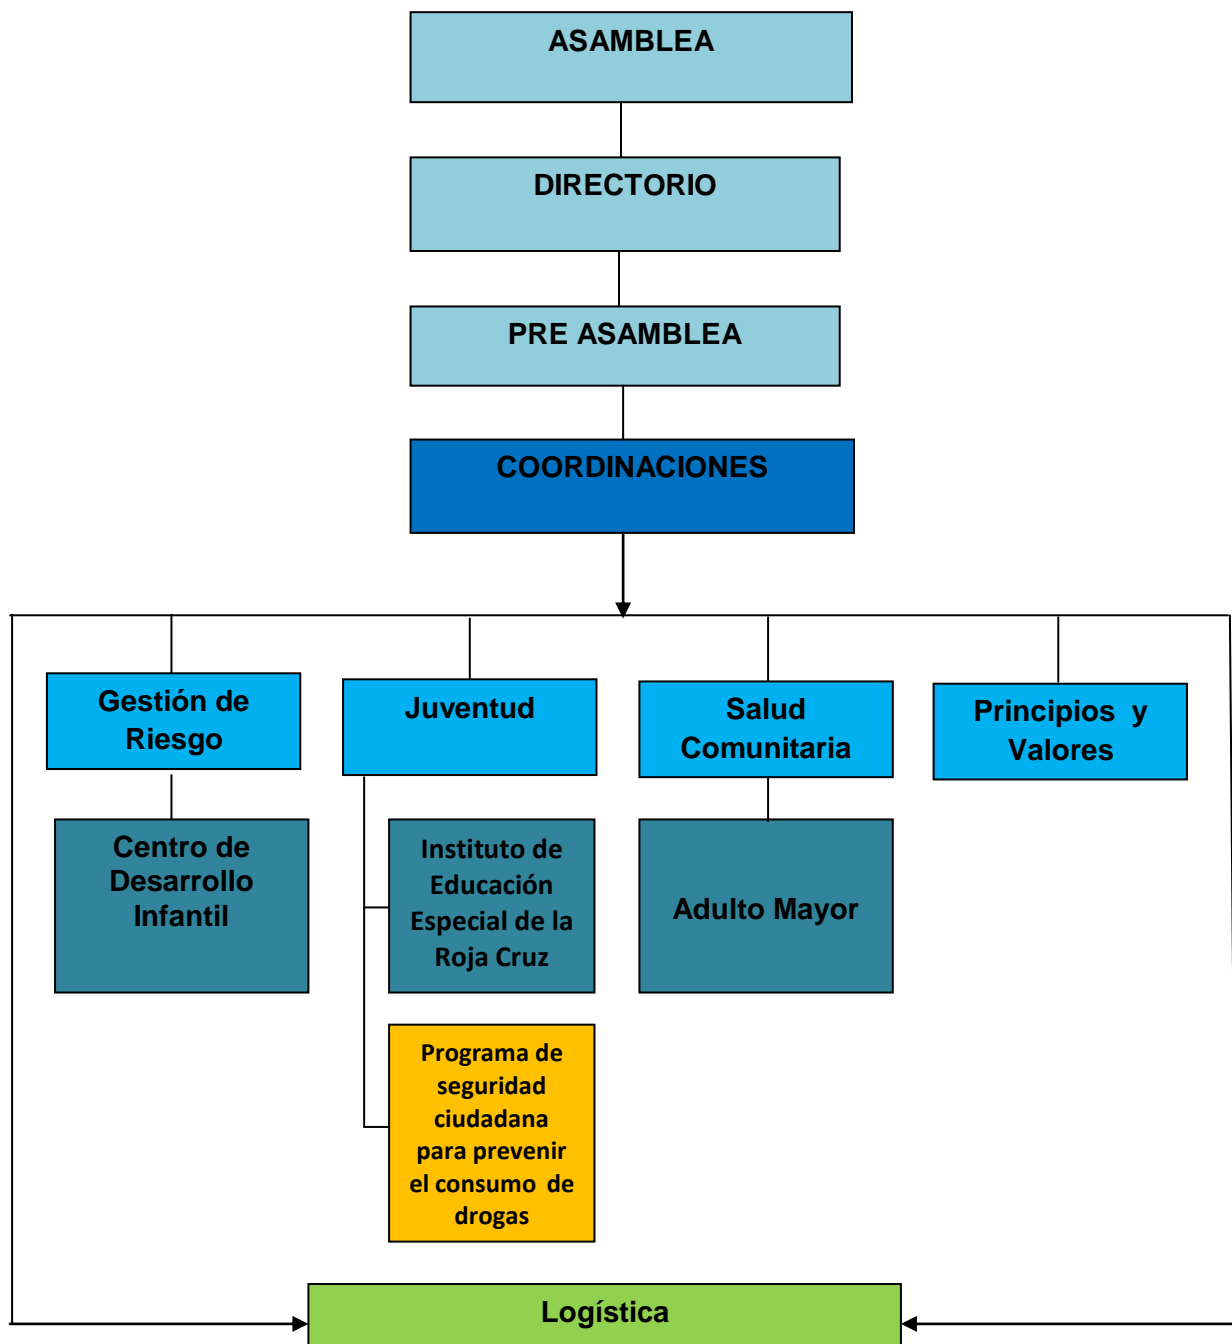 ASAMBLEA
DIRECTORIO
PRE ASAMBLEA
COORDINACIONES
Gestión de
Riesgo
Juventud
Salud
Comunitaria
Principios y
Valores
Centro de
Desarrollo
Infantil
Instituto de
Educación
Especial de la
Roja Cruz
Adulto Mayor
Programa de
seguridad
ciudadana
para prevenir
el consumo de
drogas
Logística